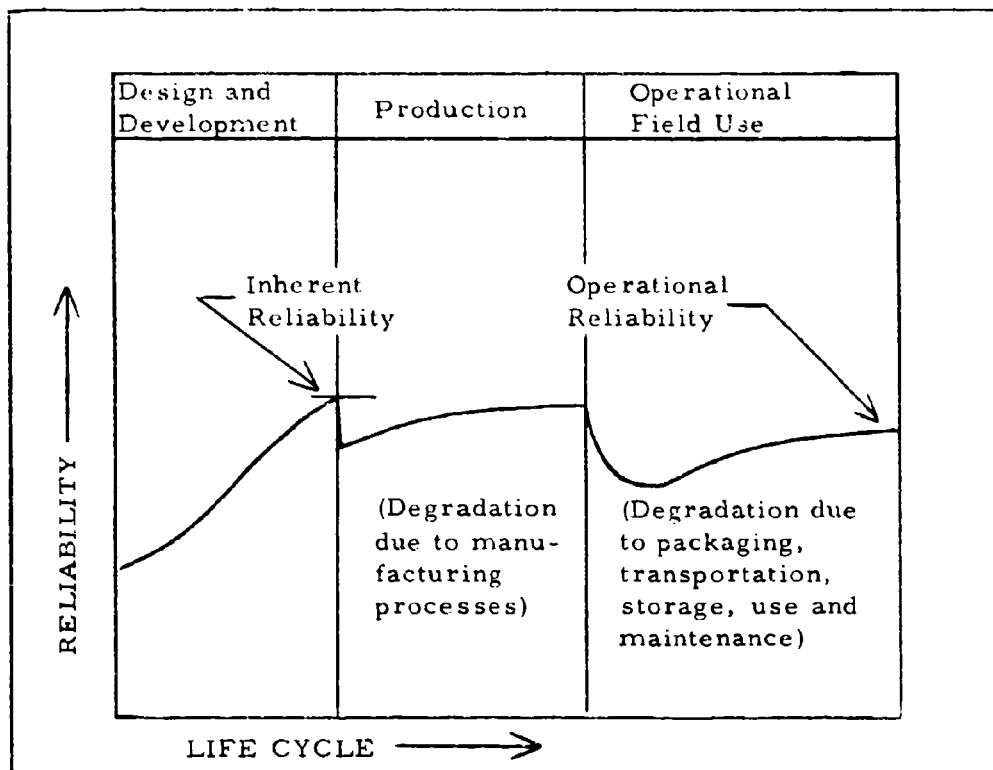 Design and
Development
Production
Operational
Field Use
Inherent
Reliability
Operational
Reliability
(Degradation
due to manu-
facturing
processes)
(Degradation due
to packaging,
transportation,
storage, use and
maintenance)
RELIABILITY
LIFE CYCLE